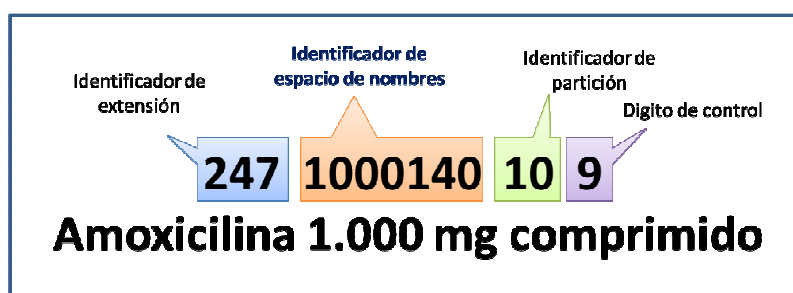 Identificador de
extensión
Identificador de
espacio de nombres
Identificador de
partición
Digito de control
247 1000140 10 9
Amoxicilina 1.000 mg comprimido